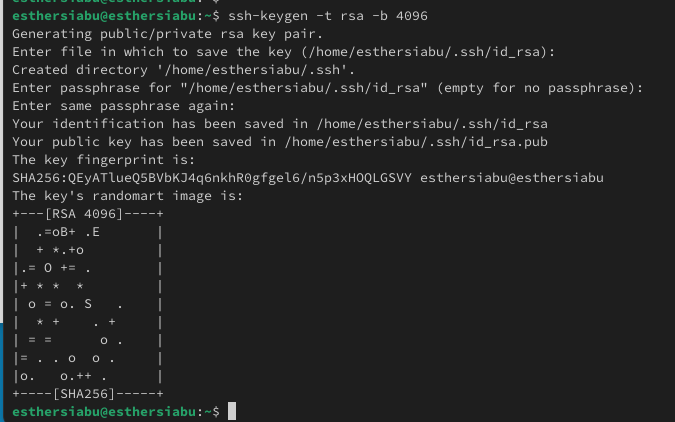 esthersiabu@esthersiabu:~$ ssh-keygen -t rsa -b 4096
Generating public/private rsa key pair.
Enter file in which to save the key (/home/esthersiabu/.ssh/id_rsa):
Created directory '/home/esthersiabu/.ssh'.
Enter passphrase for "/home/esthersiabu/.ssh/id_rsa" (empty for no passphrase):
Enter same passphrase again:
Your identification has been saved in /home/esthersiabu/.ssh/id_rsa
Your public key has been saved in /home/esthersiabu/.ssh/id_rsa.pub
The key fingerprint is:
SHA256:QEyATlueQ5BVbKJ4q6nkhR0gfgel6/n5p3xHOQLGSVY esthersiabu@esthersiabu
The key's randomart image is:
+---[RSA 4096]----+
|  .=oB+ .E       |
|  + *.+o         |
|.= O += .        |
|+ * *  *         |
| o = o. S   .    |
|  * +    . +     |
| = =      o .    |
|= . . o  o .     |
|o.   o.++ .      |
+----[SHA256]-----+
esthersiabu@esthersiabu:~$